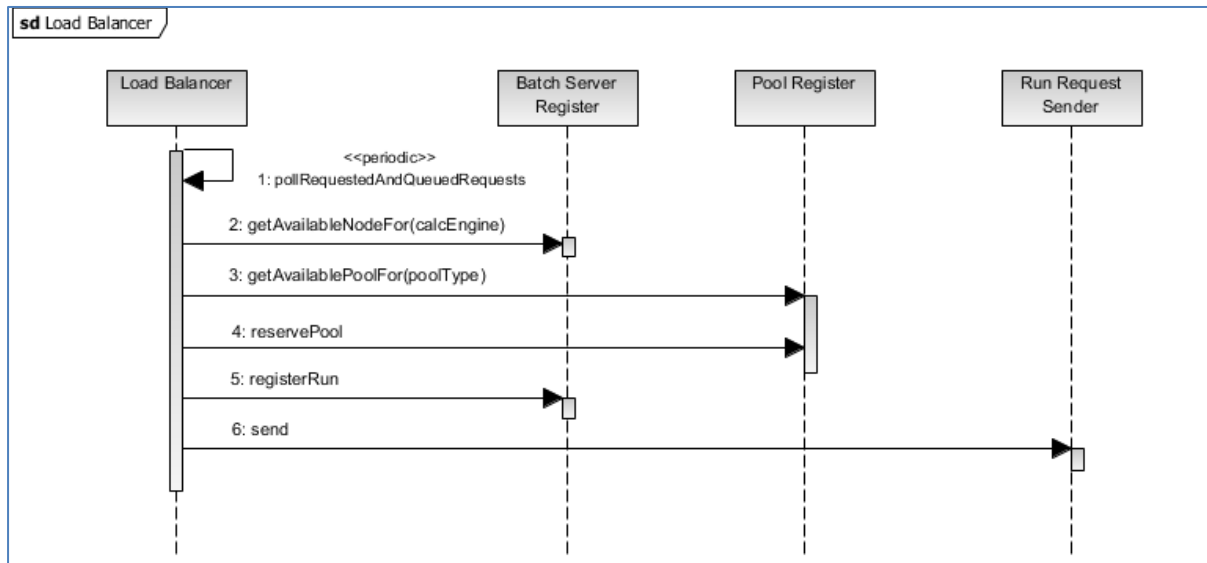 sd Load Balancer
Load Balancer
Batch Server
Register
Pool Register
Run Request
Sender
<<periodic>>
1: pollRequestedAndQueuedRequests
2: getAvailableNodeFor(calcEngine)
3: getAvailablePoolFor(poolType)
4: reservePool
5: registerRun
6: send